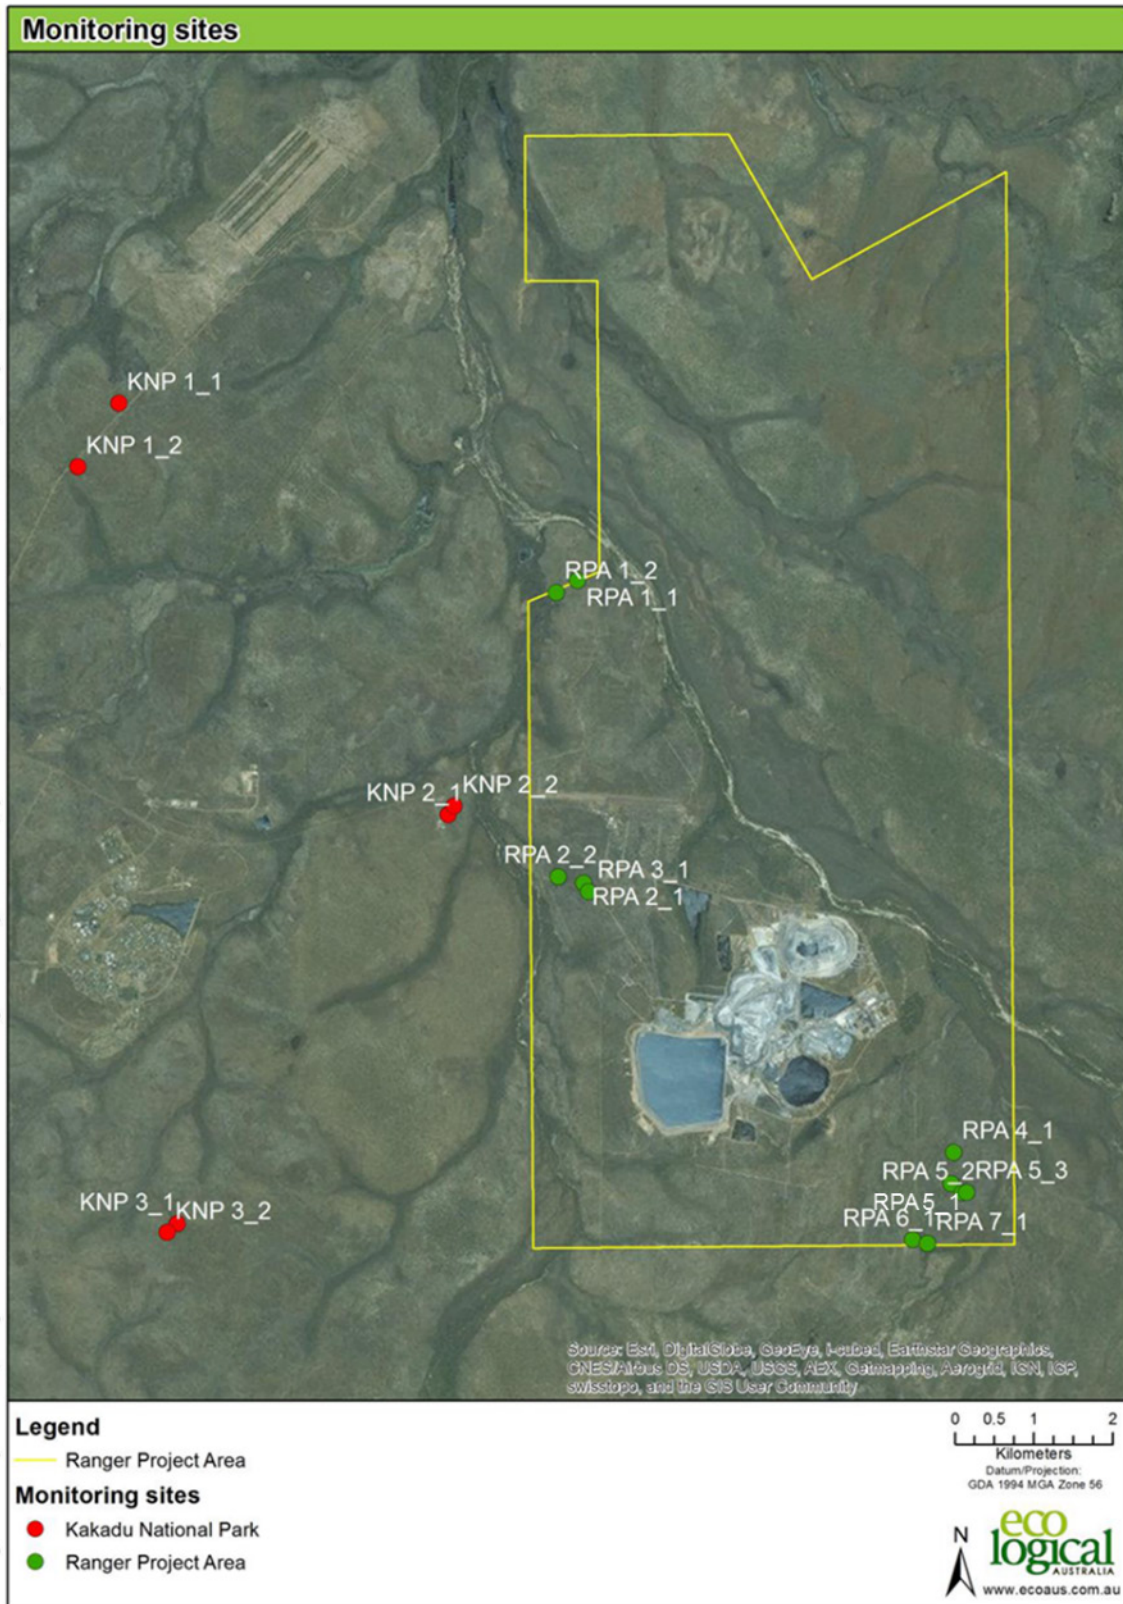 Monitoring sites
KNP 1_1
KNP 1_2
RPA 1_2
RPA 1_1
KNP 2_1
KNP 2_2
RPA 2_2
RPA 3_1
RPA 2_1
RPA 4_1
RPA 5_2
RPA 5_3
RPA 5_1
RPA 6_1
RPA 7_1
KNP 3_1
KNP 3_2
Source: Esri, DigitalGlobe, GeoEye, i-cubed, Earthstar Geographics,
CNES/Airbus DS, USDA, USGS, AEX, Getmapping, Aerogrid, IGN, IGP,
swisstopo, and the GIS User Community
Legend
Ranger Project Area
Monitoring sites
Kakadu National Park
Ranger Project Area
0 0.5 1 2
Kilometers
Datum/Projection:
GDA 1994 MGA Zone 56
N
eco
logical
AUSTRALIA
www.ecoaus.com.au